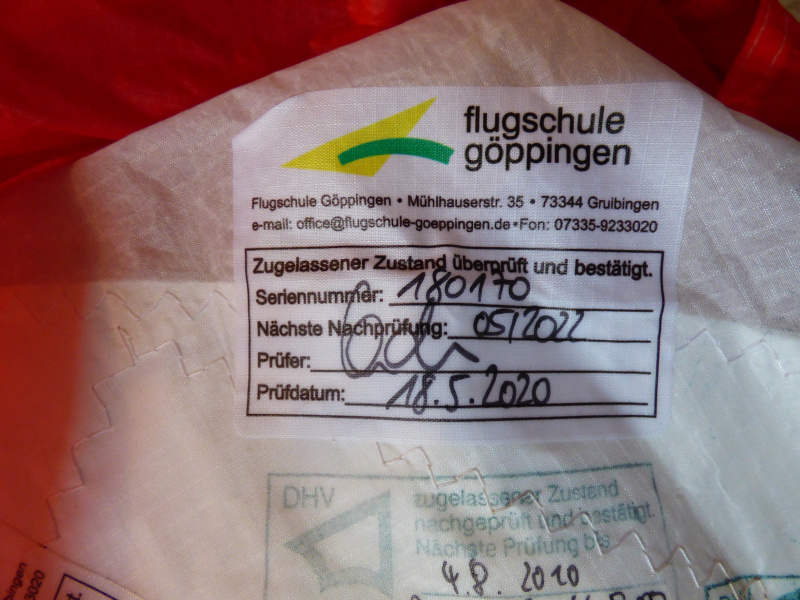 flugschule
göppingen
Flugschule Göppingen • Mühlhauserstr. 35 • 73344 Gruibingen
e-mail: office@flugschule-goeppingen.de • Fon: 07335-9233020
Zugelassener Zustand überprüft und bestätigt.
Seriennummer: 180170
Nächste Nachprüfung: 05/2022
Prüfer:
Prüfdatum: 18.5.2020
DHV
zugelassener Zustand
nachgeprüft und bestätigt.
Nächste Prüfung bis
4.8.2010
3020